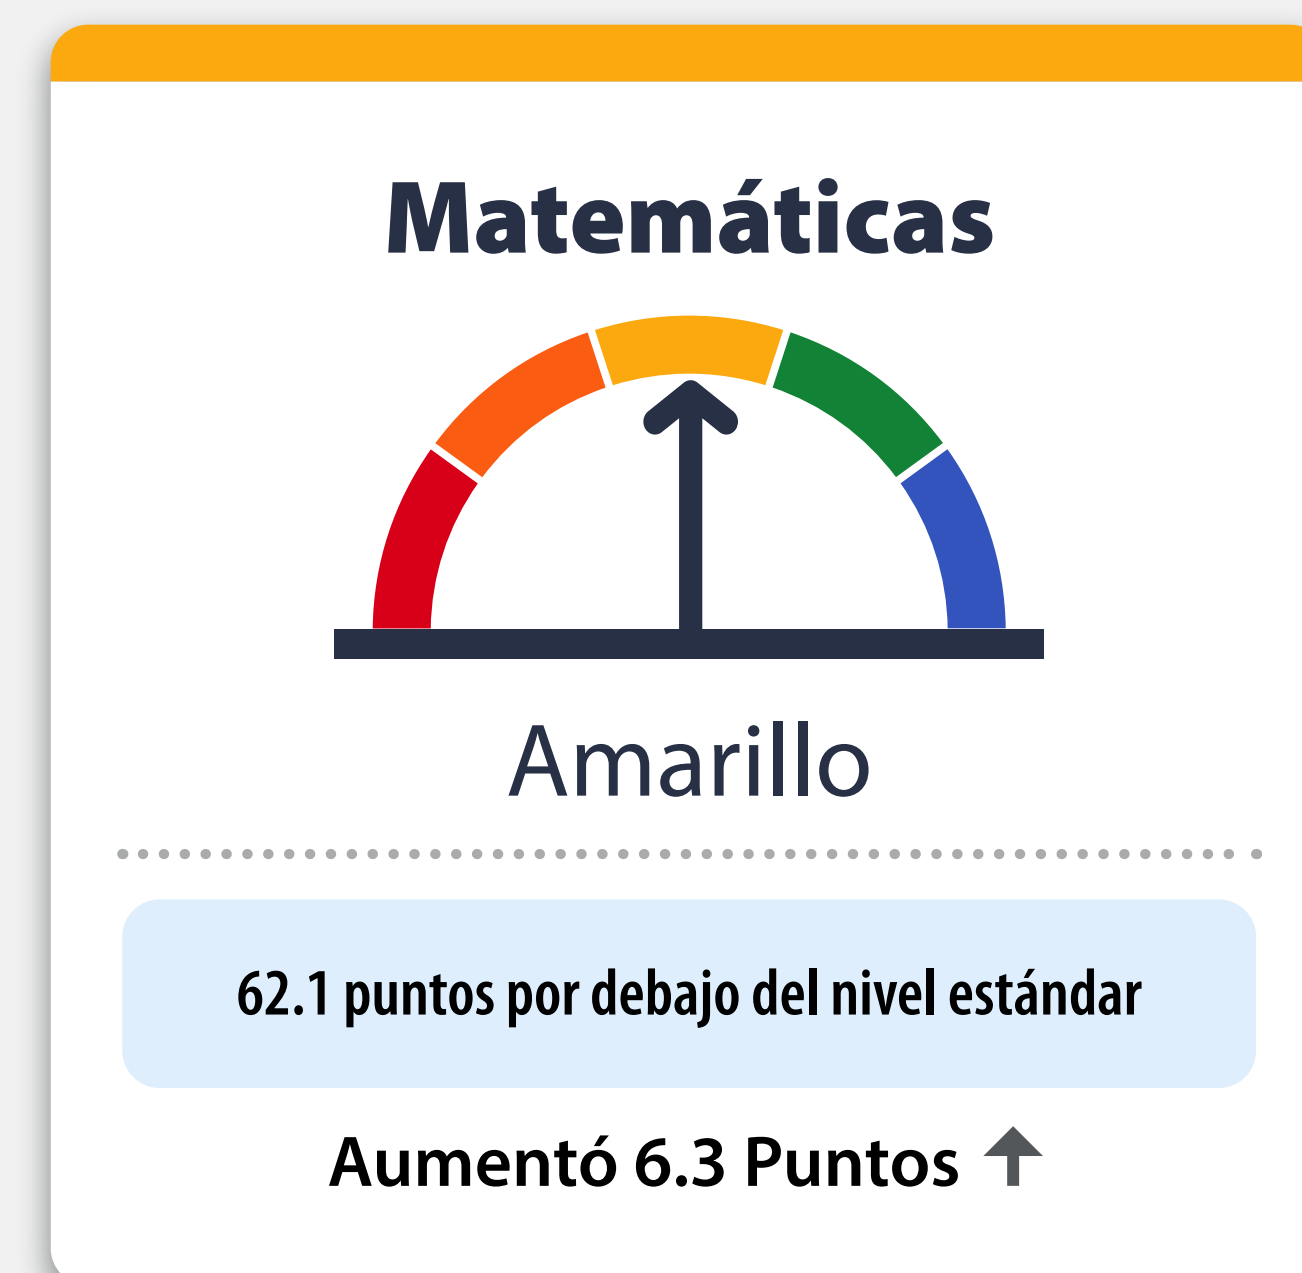 Matemáticas
Amarillo
62.1 puntos por debajo del nivel estándar
Aumentó 6.3 Puntos